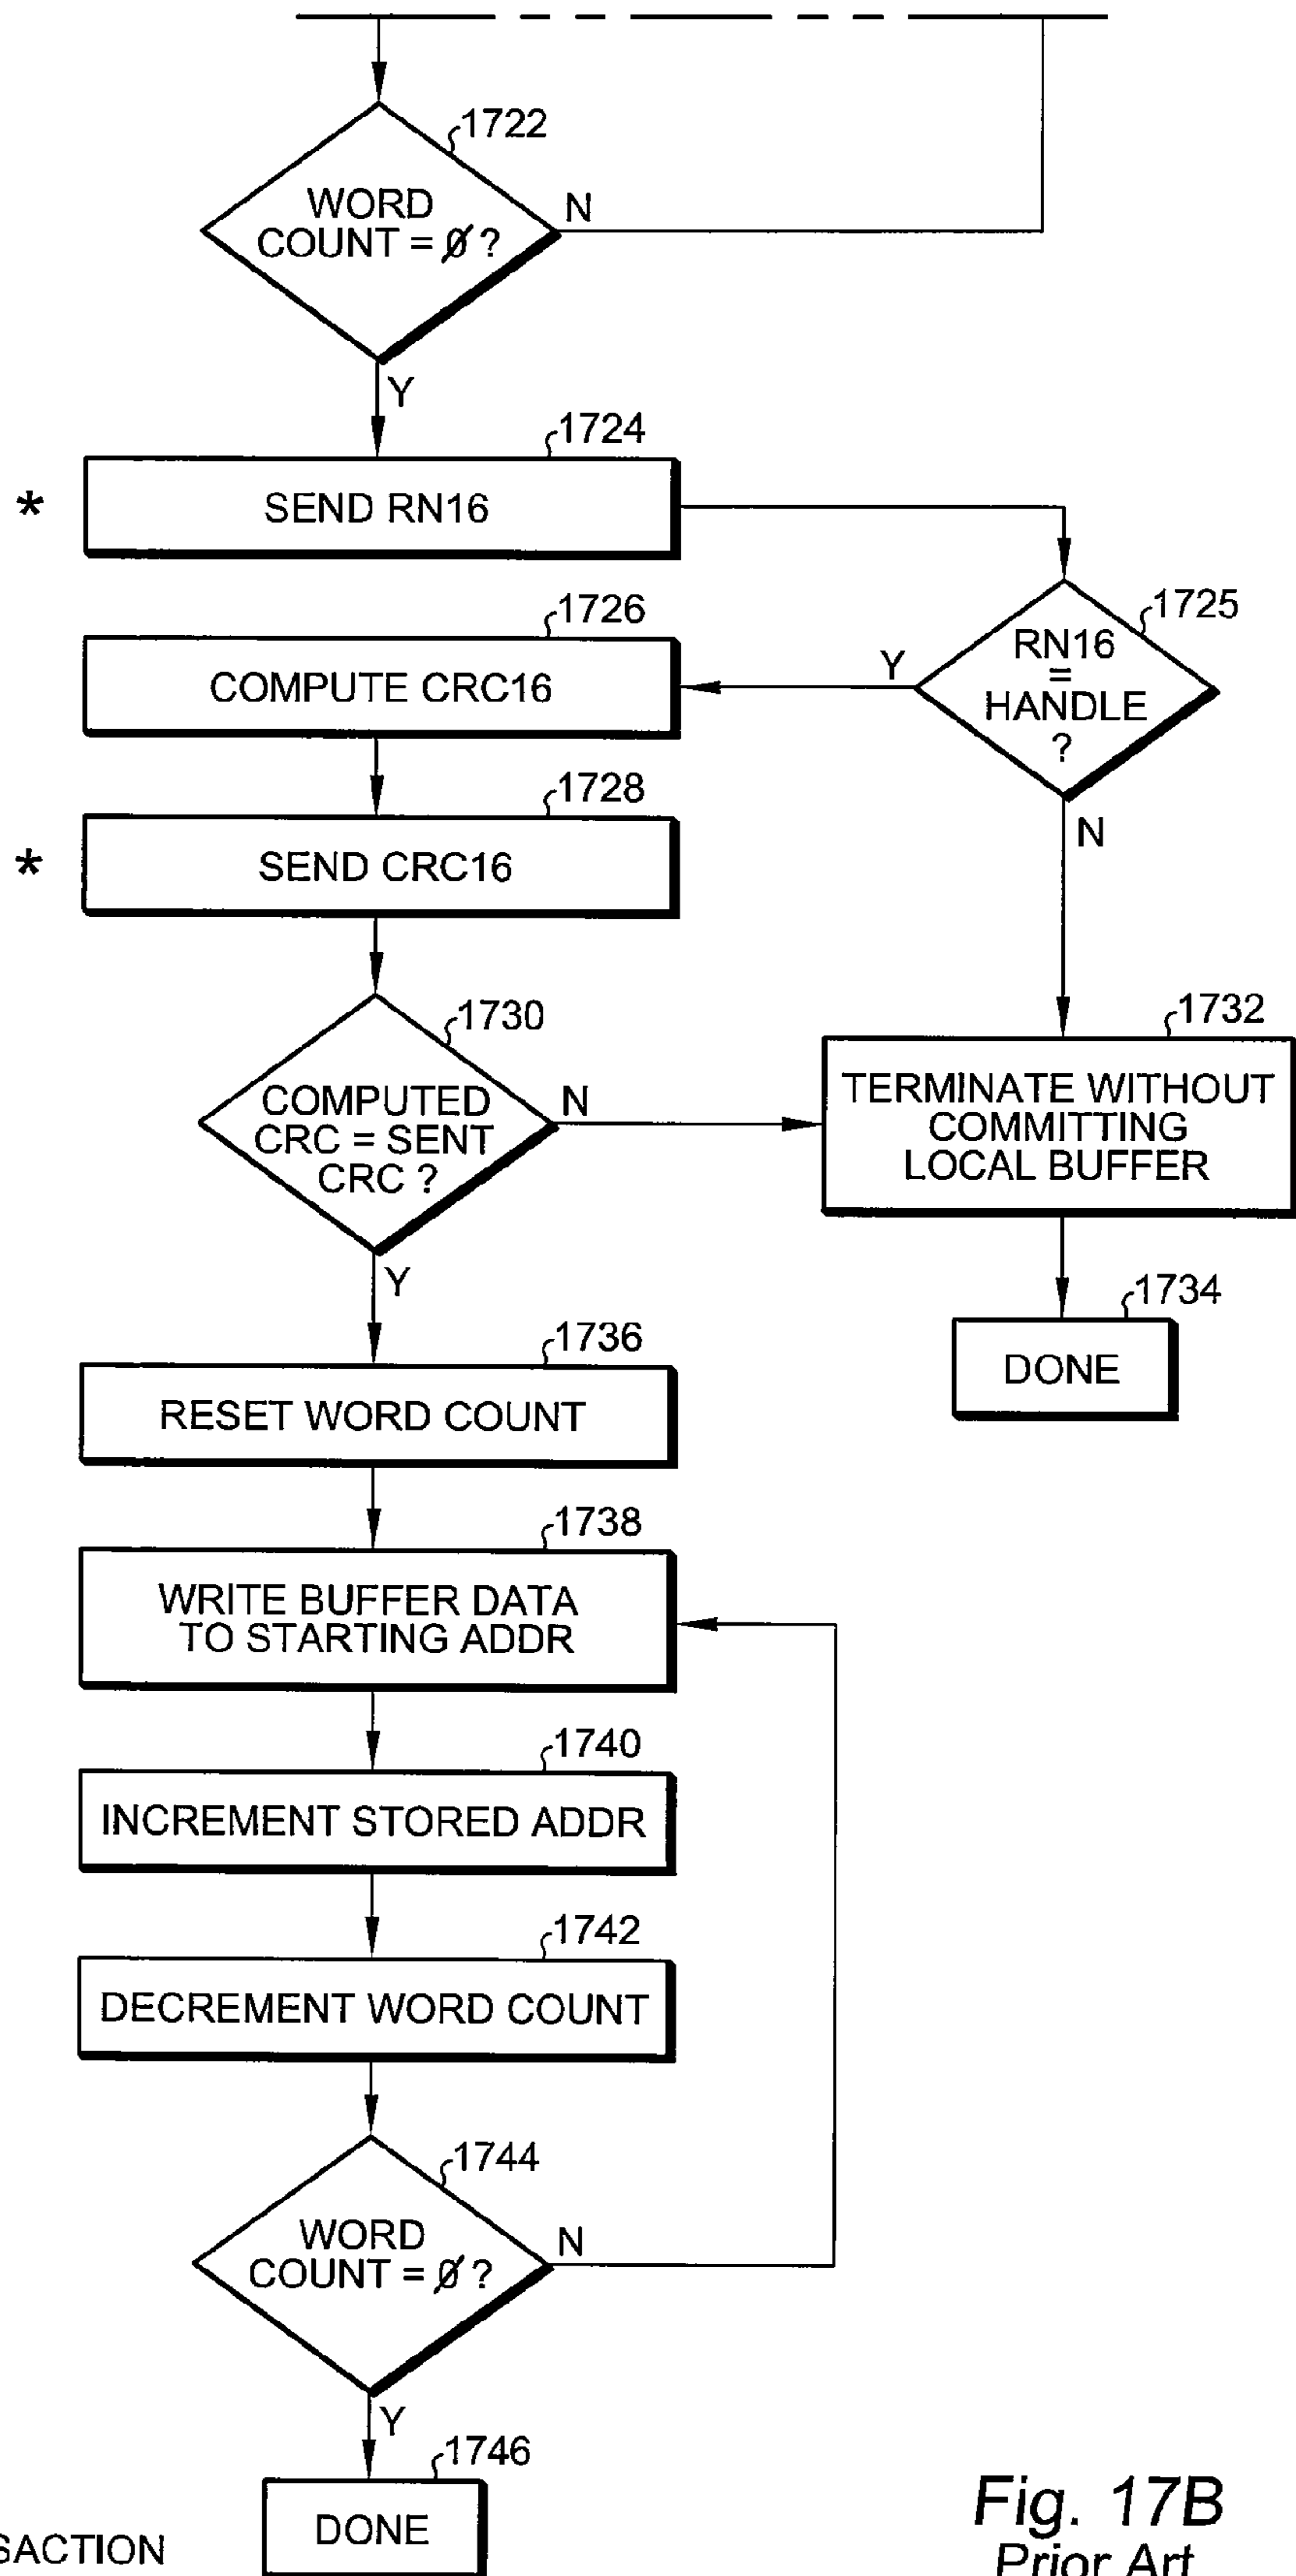 1722
WORD
COUNT = Ø ?
N
Y
1724
* SEND RN16
1726
COMPUTE CRC16
1725
RN16
=
HANDLE
?
Y
N
1728
* SEND CRC16
1730
COMPUTED
CRC = SENT
CRC ?
N
Y
1732
TERMINATE WITHOUT
COMMITTING
LOCAL BUFFER
1734
DONE
1736
RESET WORD COUNT
1738
WRITE BUFFER DATA
TO STARTING ADDR
1740
INCREMENT STORED ADDR
1742
DECREMENT WORD COUNT
1744
WORD
COUNT = Ø ?
N
Y
1746
DONE
SACTION
Fig. 17B
Prior Art